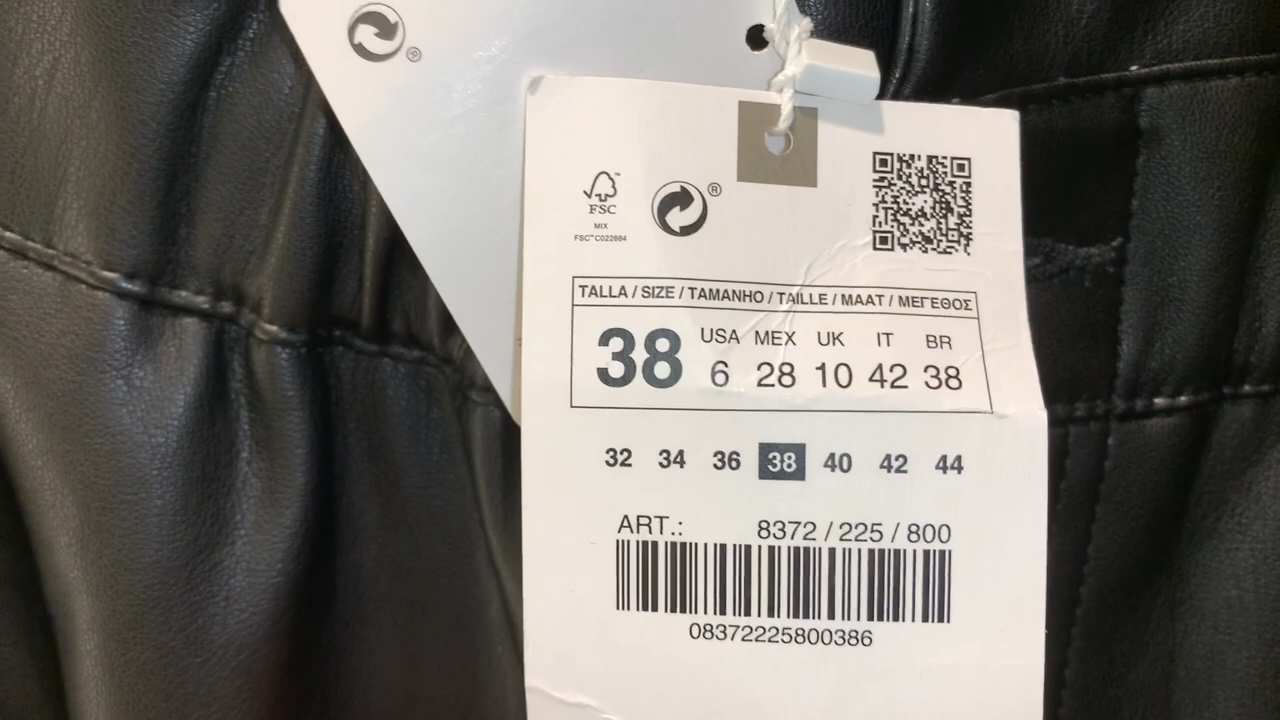 ®
®
FSC™
MIX
FSC™ C022684
TALLA / SIZE / TAMANHO / TAILLE / MAAT / ΜΕΓΕΘΟΣ
38
USA MEX UK IT BR
6 28 10 42 38
32 34 36 38 40 42 44
ART.: 8372 / 225 / 800
08372225800386